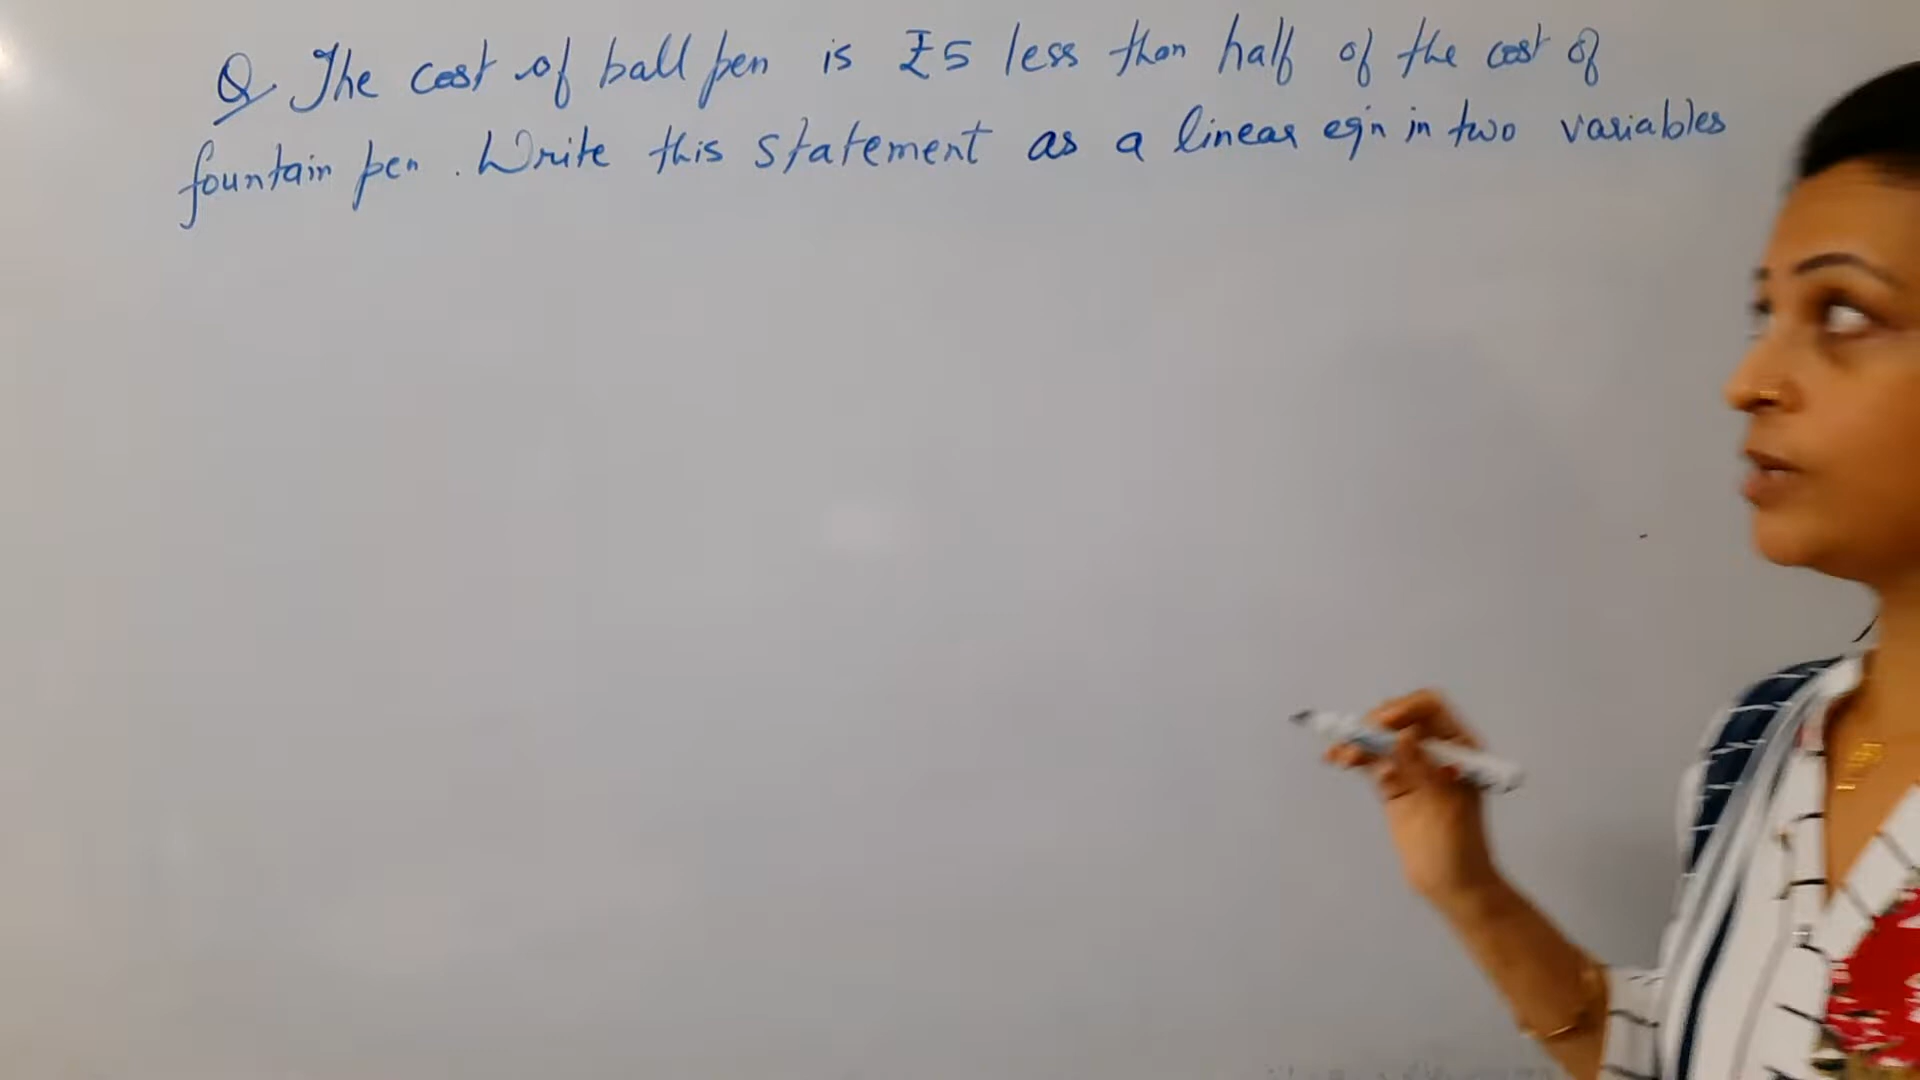 Q The cost of ball pen is ₹5 less than half of the cost of
fountain pen. Write this statement as a linear eqn in two variables